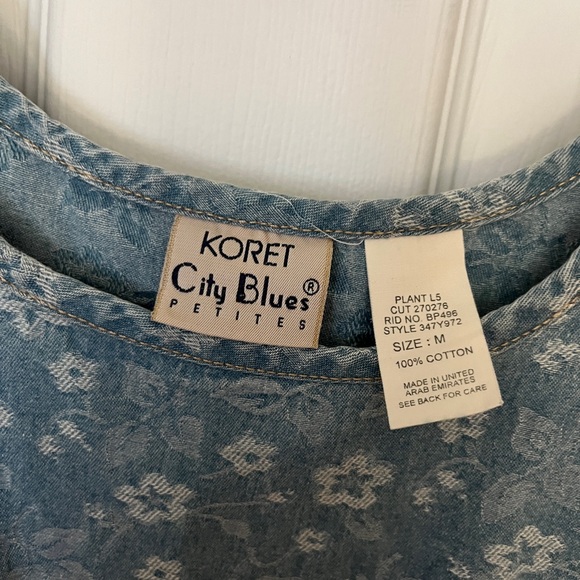 KORET
City Blues®
PETITES
PLANT L5
CUT 270276
RID NO. BP496
STYLE 347Y972
SIZE : M
100% COTTON
MADE IN UNITED
ARAB EMIRATES
SEE BACK FOR CARE